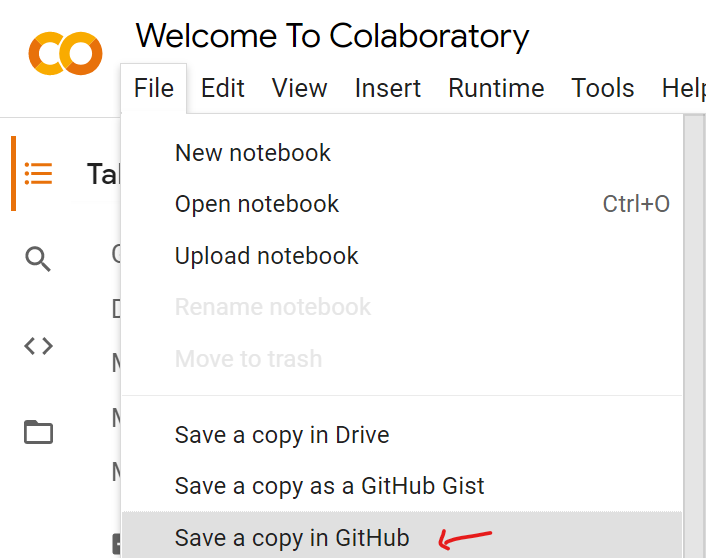 Welcome To Colaboratory
File Edit View Insert Runtime Tools Help
Ta
New notebook
Open notebook Ctrl+O
Upload notebook
Rename notebook
Move to trash
Save a copy in Drive
Save a copy as a GitHub Gist
Save a copy in GitHub